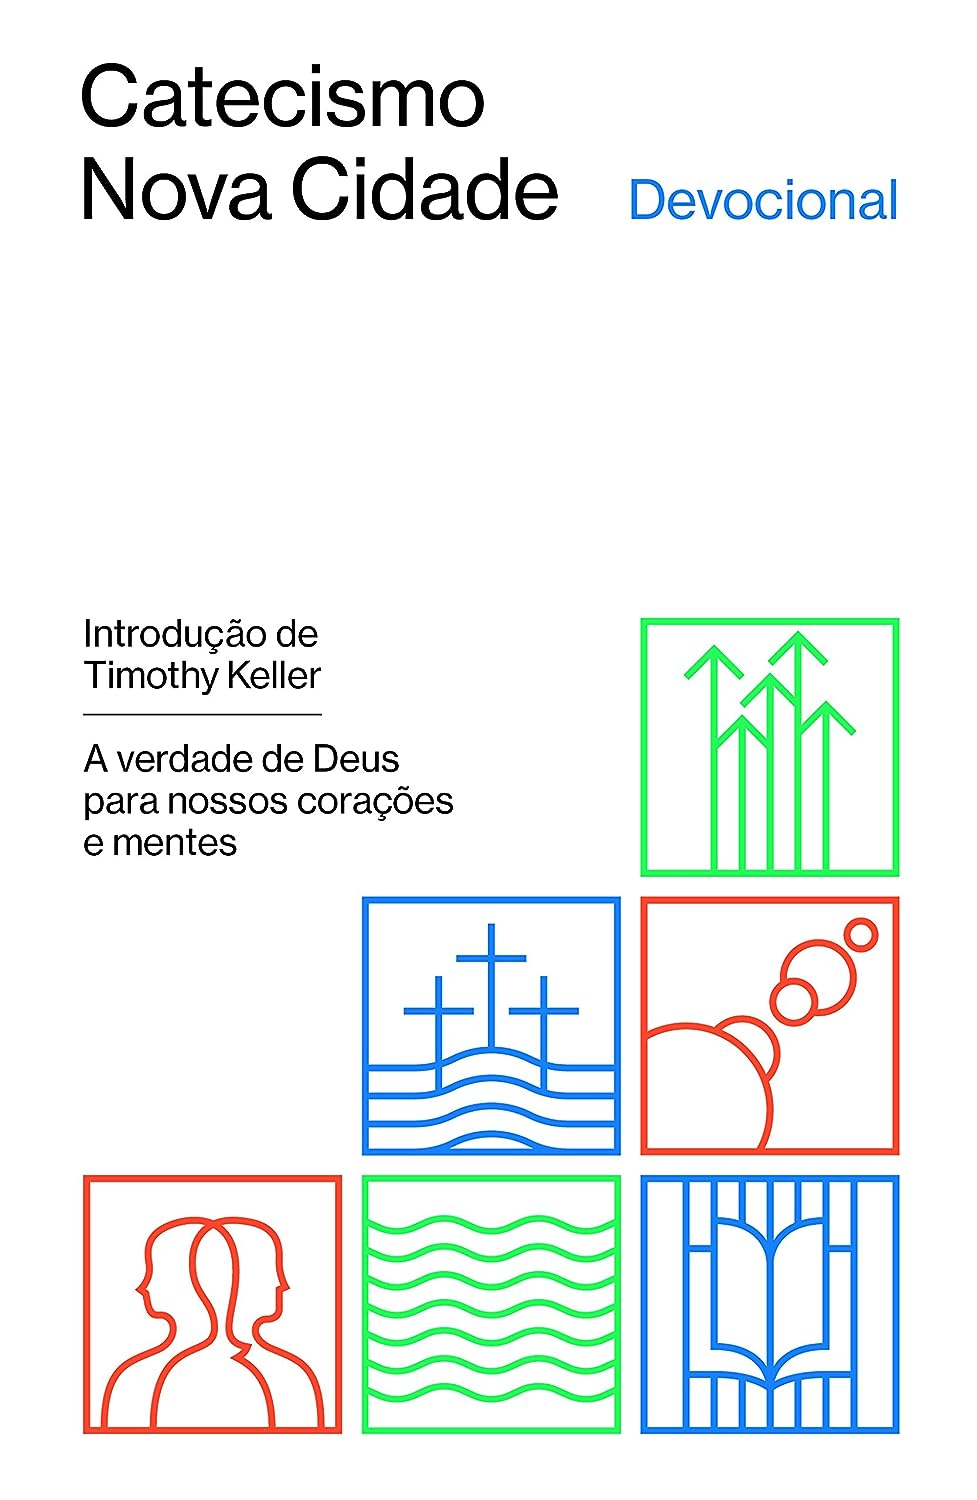 Catecismo
Nova Cidade Devocional
Introdução de
Timothy Keller
A verdade de Deus
para nossos corações
e mentes